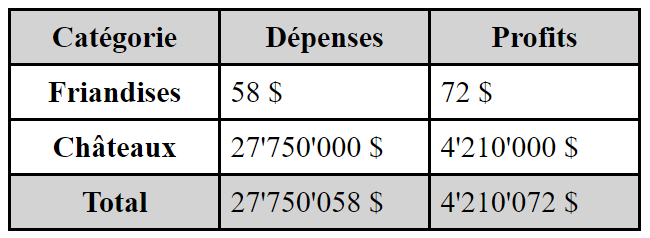 Catégorie Dépenses Profits
Friandises 58 $ 72 $
Châteaux 27'750'000 $ 4'210'000 $
Total 27'750'058 $ 4'210'072 $